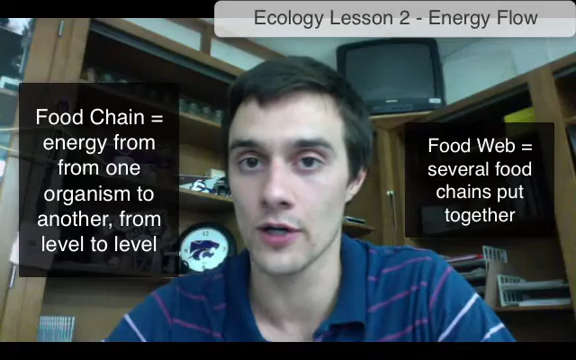 Ecology Lesson 2 - Energy Flow
Food Chain =
energy from
from one
organism to
another, from
level to level
Food Web =
several food
chains put
together